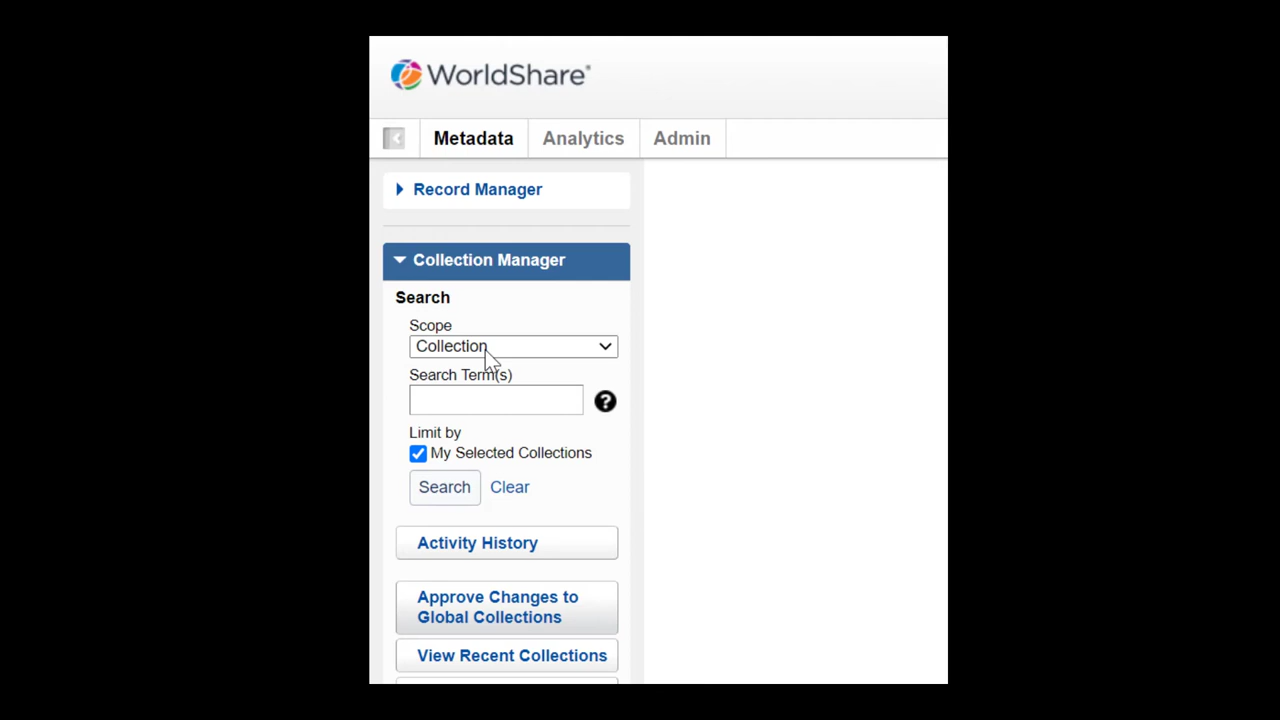 WorldShare®
Metadata Analytics Admin
Record Manager
Collection Manager
Search
Scope
Collection
Search Term(s)
?
Limit by
My Selected Collections
Search Clear
Activity History
Approve Changes to
Global Collections
View Recent Collections